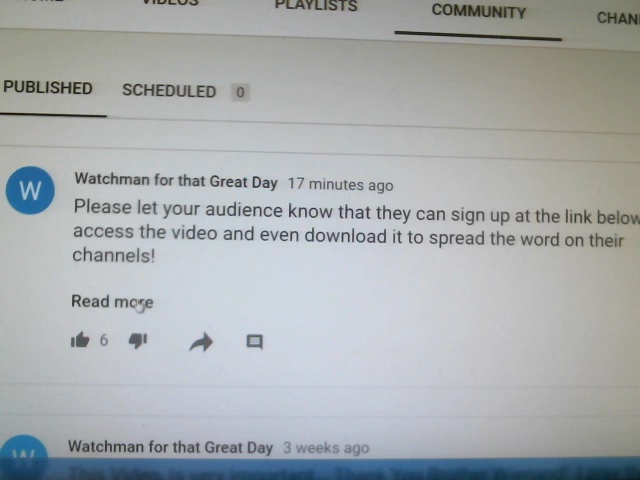 VIDEOS PLAYLISTS COMMUNITY
PUBLISHED SCHEDULED 0
W
Watchman for that Great Day 17 minutes ago
Please let your audience know that they can sign up at the link below
access the video and even download it to spread the word on their
channels!
Read more
6
W
Watchman for that Great Day 3 weeks ago